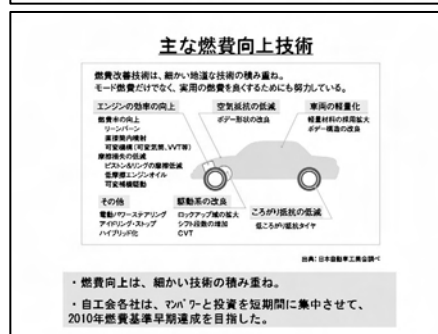 主な燃費向上技術
燃費改善技術は、細かい地道な技術の積み重ね。
モード燃費だけでなく、実用の燃費を良くするためにも努力している。
エンジンの効率の向上
燃費率の向上
リーンバーン
直接筒内噴射
可変機構(可変気筒、VVT等)
摩擦損失の低減
ピストン&リングの摩擦低減
低摩擦エンジンオイル
可変補機駆動
空気抵抗の低減
ボデー形状の改良
車両の軽量化
軽量材料の採用拡大
ボデー構造の改良
その他
電動パワーステアリング
アイドリング・ストップ
ハイブリッド化
駆動系の改良
ロックアップ域の拡大
シフト段数の増加
CVT
ころがり抵抗の低減
低ころがり抵抗タイヤ
出典:日本自動車工業会調べ
・燃費向上は、細かい技術の積み重ね。
・自工会各社は、マンパワーと投資を短期間に集中させて、
2010年燃費基準早期達成を目指した。